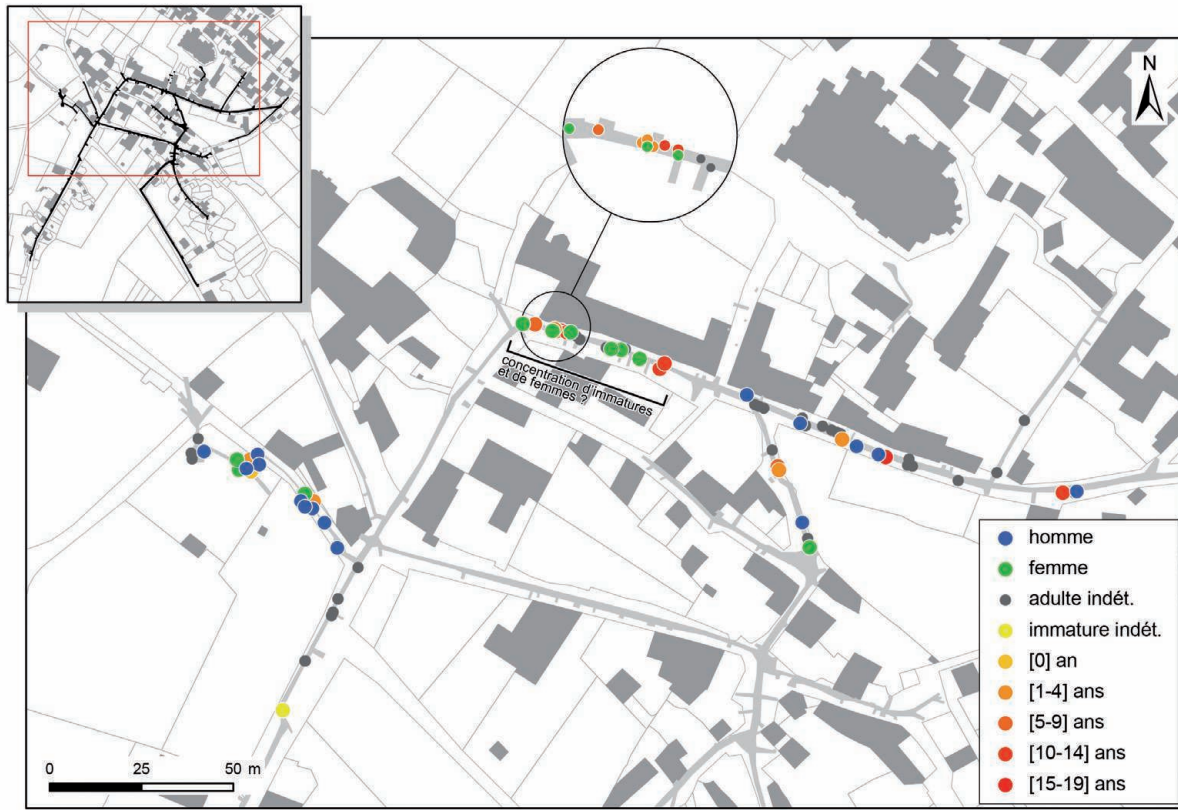 N
concentration d'immatures
et de femmes ?
homme
femme
adulte indét.
immature indét.
[0] an
[1-4] ans
[5-9] ans
[10-14] ans
[15-19] ans
0 25 50 m